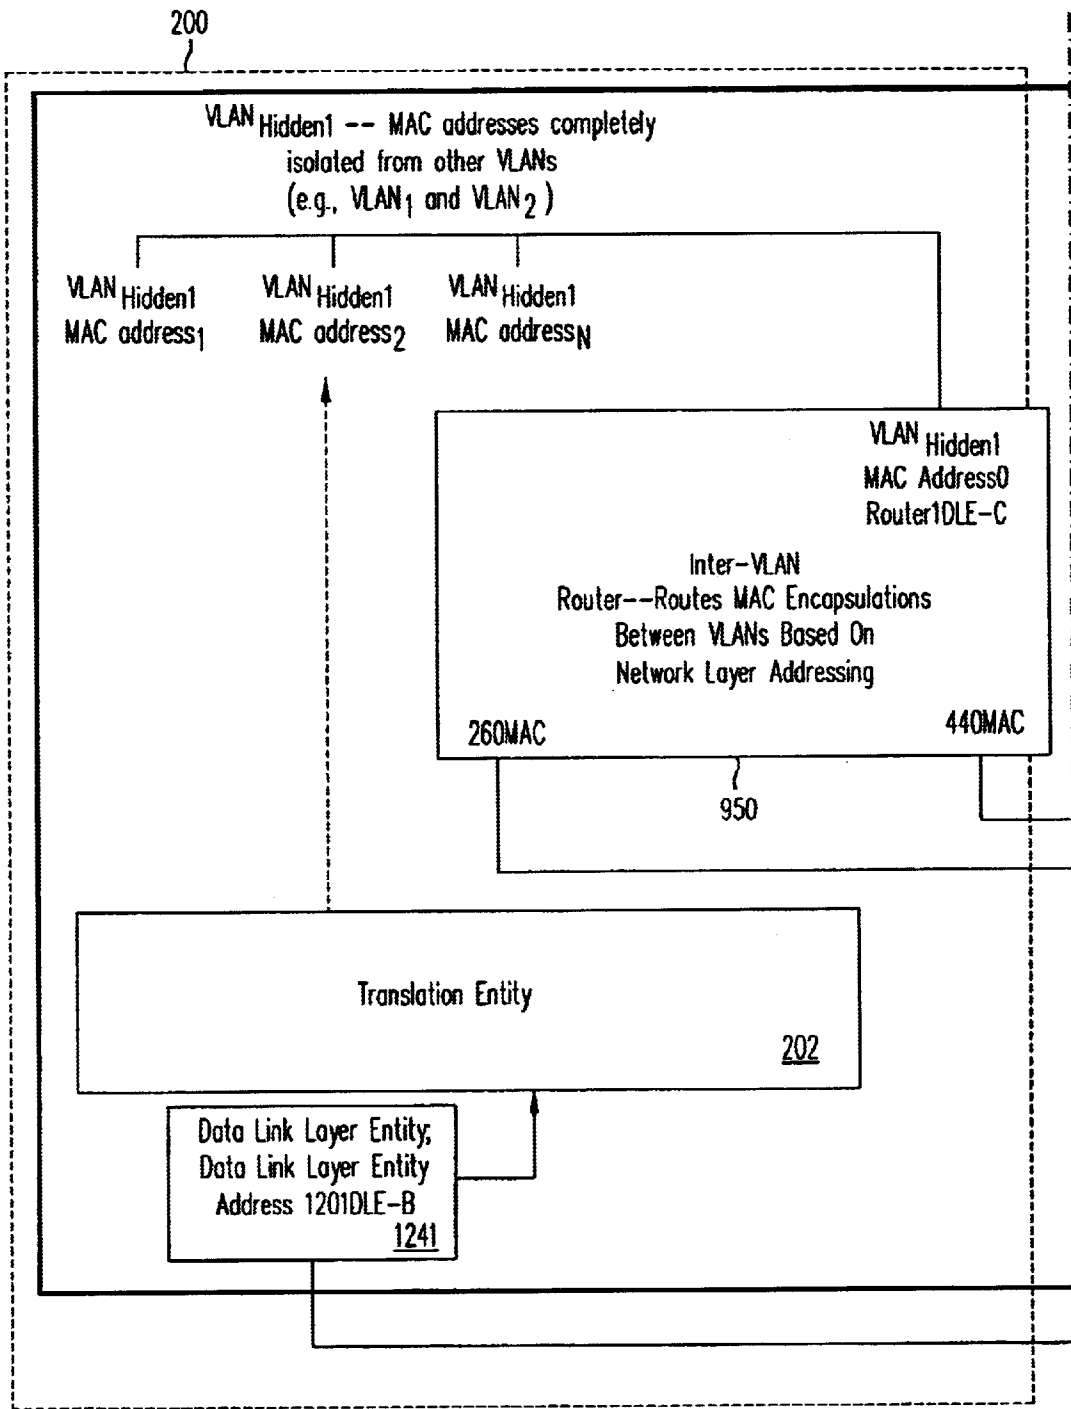 200
VLAN Hidden1 -- MAC addresses completely
isolated from other VLANs
(e.g., VLAN1 and VLAN2)
VLAN Hidden1
MAC address1
VLAN Hidden1
MAC address2
VLAN Hidden1
MAC addressN
VLAN Hidden1
MAC Address0
Router1DLE-C
Inter-VLAN
Router--Routes MAC Encapsulations
Between VLANs Based On
Network Layer Addressing
260MAC
440MAC
950
Translation Entity
202
Data Link Layer Entity;
Data Link Layer Entity
Address 1201DLE-B
1241